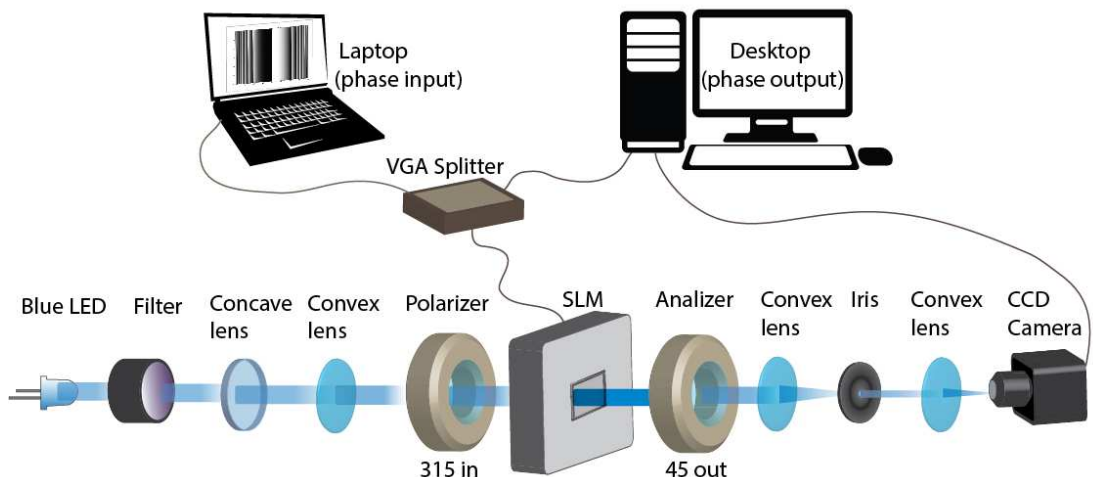 Laptop
(phase input)
Desktop
(phase output)
VGA Splitter
Blue LED
Filter
Concave
lens
Convex
lens
Polarizer
SLM
Analizer
Convex
lens
Iris
Convex
lens
CCD
Camera
315 in
45 out